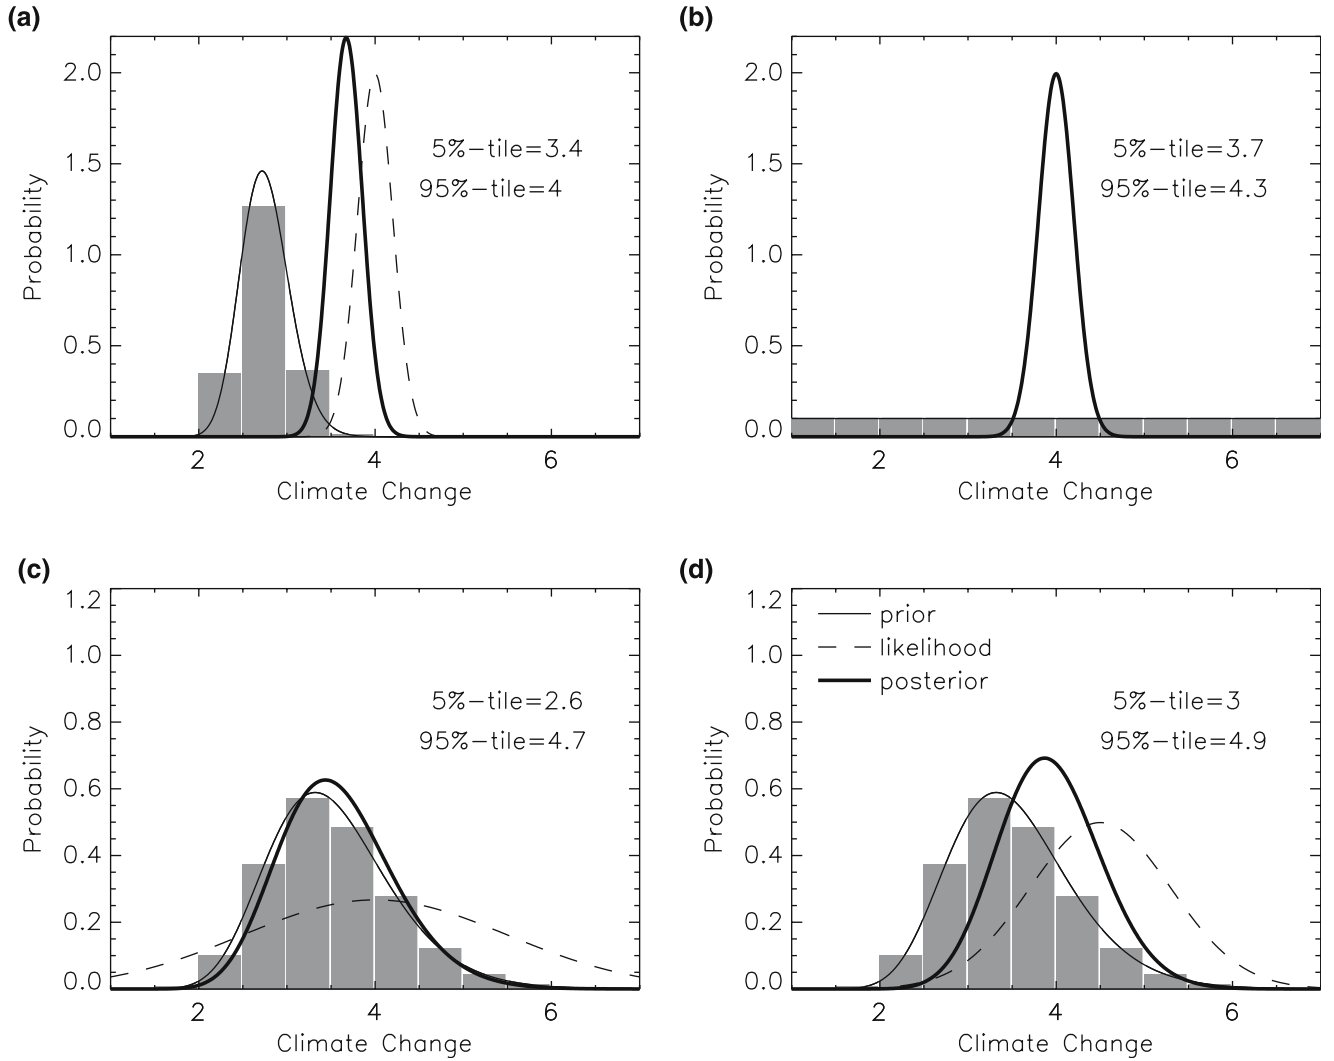 (a)
2.0
1.5
1.0
0.5
0.0
Probability
5%-tile=3.4
95%-tile=4
2 4 6
Climate Change
(b)
2.0
1.5
1.0
0.5
0.0
Probability
5%-tile=3.7
95%-tile=4.3
2 4 6
Climate Change
(c)
1.2
1.0
0.8
0.6
0.4
0.2
0.0
Probability
5%-tile=2.6
95%-tile=4.7
2 4 6
Climate Change
(d)
1.2
1.0
0.8
0.6
0.4
0.2
0.0
Probability
prior
likelihood
posterior
5%-tile=3
95%-tile=4.9
2 4 6
Climate Change